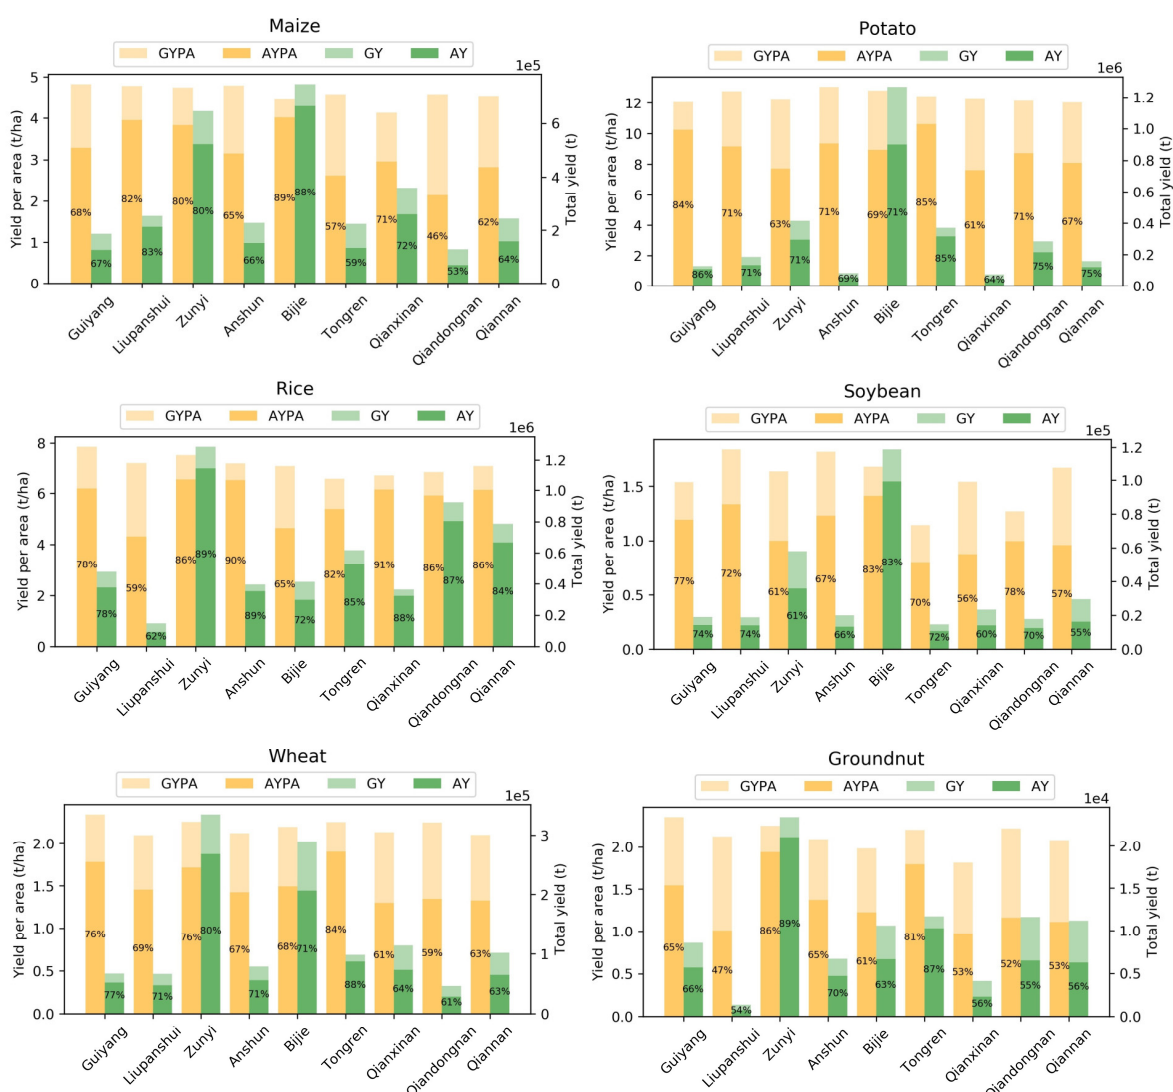 Maize
GYPA AYPA GY AY
1e5
Yield per area (t/ha)
5
4
3
2
1
0
68% 82% 80% 65% 89% 57% 71% 46% 62%
67% 83% 80% 66% 88% 59% 72% 53% 64%
6
4
2
0
Total yield (t)
Guiyang Liupanshui Zunyi Anshun Bijie Tongren Qianxinan Qiandongnan Qiannan
Potato
GYPA AYPA GY AY
1e6
Yield per area (t/ha)
12
10
8
6
4
2
0
84% 71% 63% 71% 69% 85% 61% 71% 67%
86% 71% 71% 69% 71% 85% 64% 75% 75%
1.2
1.0
0.8
0.6
0.4
0.2
0.0
Total yield (t)
Guiyang Liupanshui Zunyi Anshun Bijie Tongren Qianxinan Qiandongnan Qiannan
Rice
GYPA AYPA GY AY
1e6
Yield per area (t/ha)
8
6
4
2
0
78% 59% 86% 90% 65% 82% 91% 86% 86%
78% 62% 89% 89% 72% 85% 88% 87% 84%
1.2
1.0
0.8
0.6
0.4
0.2
0.0
Total yield (t)
Guiyang Liupanshui Zunyi Anshun Bijie Tongren Qianxinan Qiandongnan Qiannan
Soybean
GYPA AYPA GY AY
1e5
Yield per area (t/ha)
1.5
1.0
0.5
0.0
77% 72% 61% 67% 83% 70% 56% 78% 57%
74% 74% 61% 66% 83% 72% 60% 70% 55%
1.2
1.0
0.8
0.6
0.4
0.2
0.0
Total yield (t)
Guiyang Liupanshui Zunyi Anshun Bijie Tongren Qianxinan Qiandongnan Qiannan
Wheat
GYPA AYPA GY AY
1e5
Yield per area (t/ha)
2.0
1.5
1.0
0.5
0.0
76% 69% 76% 67% 68% 84% 61% 59% 63%
77% 71% 80% 71% 71% 88% 64% 61% 63%
3
2
1
0
Total yield (t)
Guiyang Liupanshui Zunyi Anshun Bijie Tongren Qianxinan Qiandongnan Qiannan
Groundnut
GYPA AYPA GY AY
1e4
Yield per area (t/ha)
2.0
1.5
1.0
0.5
0.0
65% 47% 86% 65% 61% 81% 53% 52% 53%
66% 54% 89% 70% 63% 87% 56% 55% 56%
2.0
1.5
1.0
0.5
0.0
Total yield (t)
Guiyang Liupanshui Zunyi Anshun Bijie Tongren Qianxinan Qiandongnan Qiannan